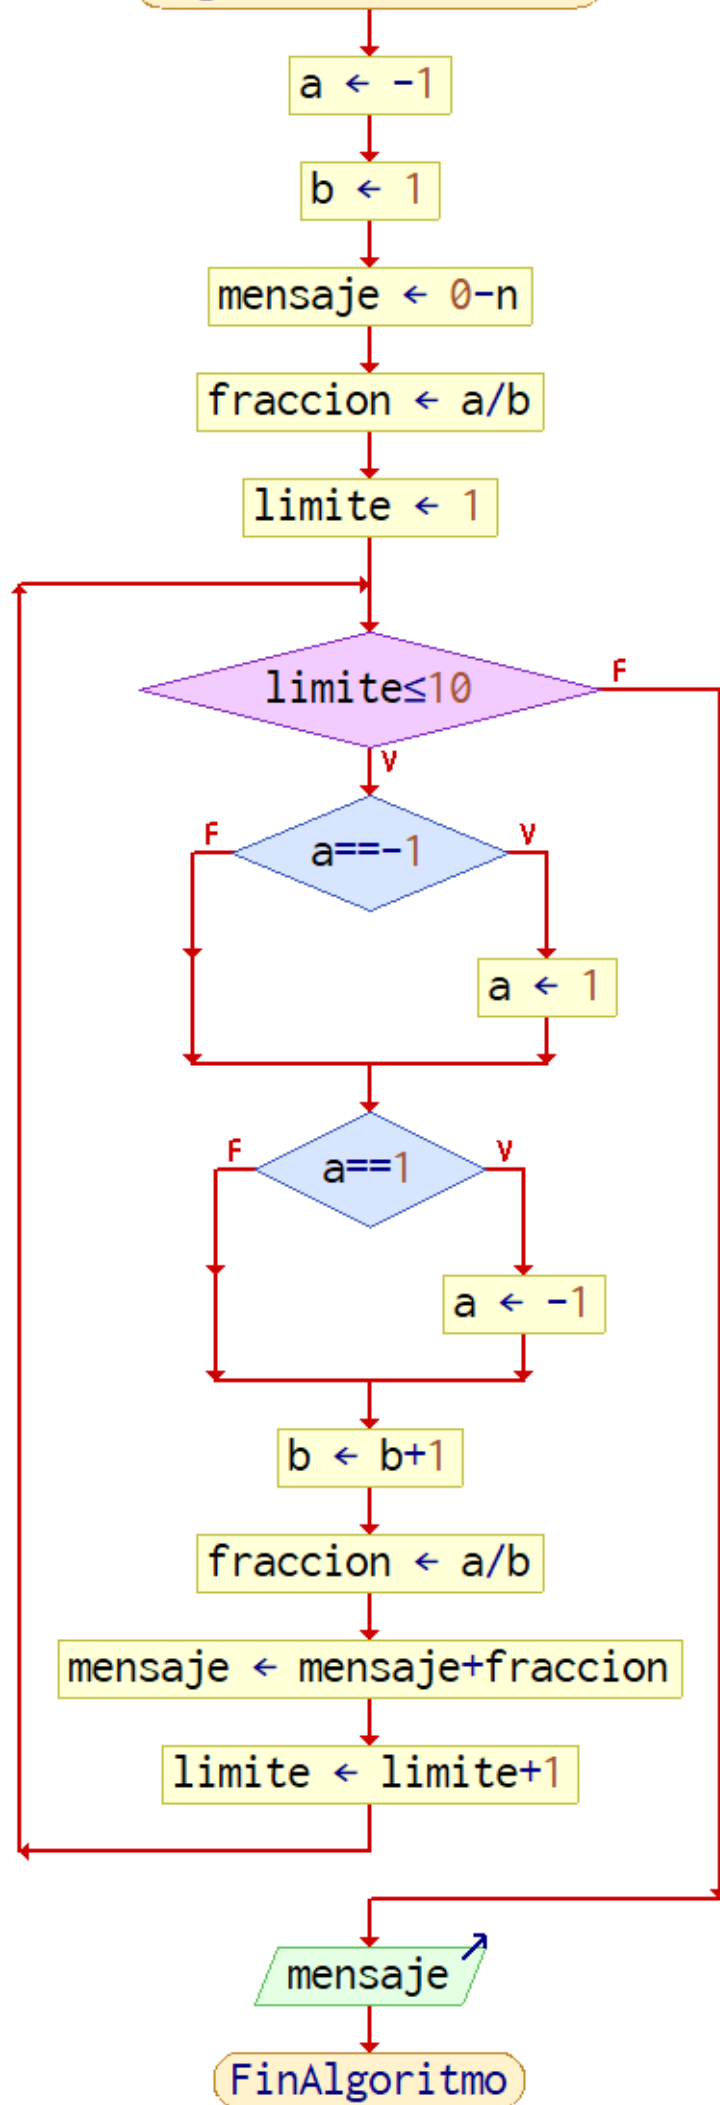 a ← -1
b ← 1
mensaje ← 0-n
fraccion ← a/b
limite ← 1
limite≤10
F
V
a==-1
F
V
a ← 1
a==1
F
V
a ← -1
b ← b+1
fraccion ← a/b
mensaje ← mensaje+fraccion
limite ← limite+1
mensaje
FinAlgoritmo